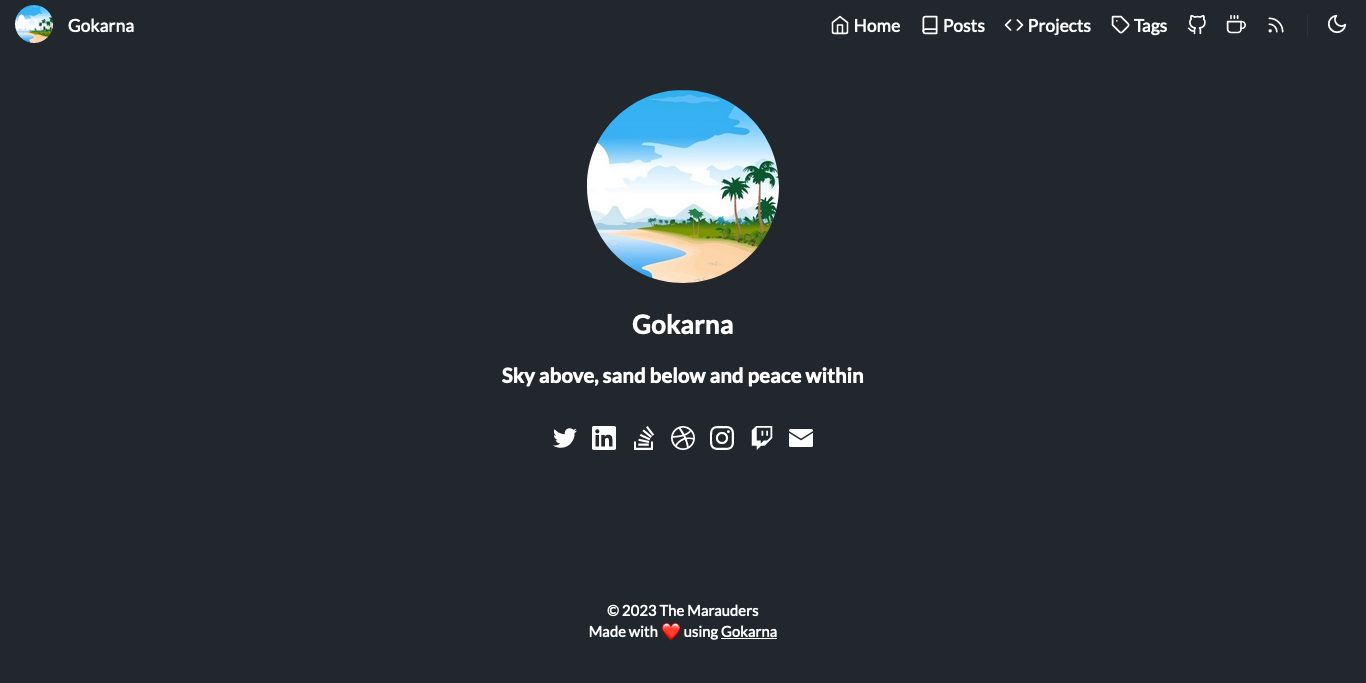 Gokarna
Home Posts Projects Tags
Gokarna
Sky above, sand below and peace within
© 2023 The Marauders
Made with ❤️ using Gokarna